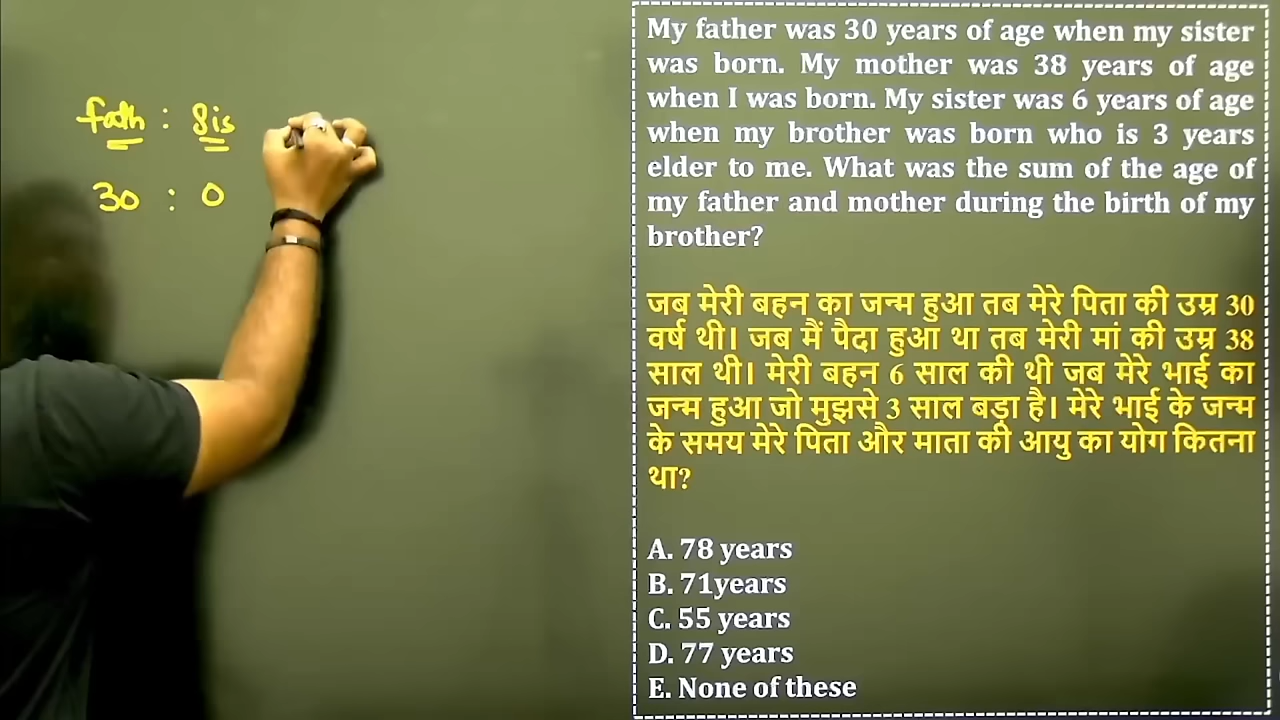 fath : Sis
30 : 0
My father was 30 years of age when my sister
was born. My mother was 38 years of age
when I was born. My sister was 6 years of age
when my brother was born who is 3 years
elder to me. What was the sum of the age of
my father and mother during the birth of my
brother?
जब मेरी बहन का जन्म हुआ तब मेरे पिता की उम्र 30
वर्ष थी। जब मैं पैदा हुआ था तब मेरी मां की उम्र 38
साल थी। मेरी बहन 6 साल की थी जब मेरे भाई का
जन्म हुआ जो मुझसे 3 साल बड़ा है। मेरे भाई के जन्म
के समय मेरे पिता और माता की आयु का योग कितना
था?
A. 78 years
B. 71years
C. 55 years
D. 77 years
E. None of these